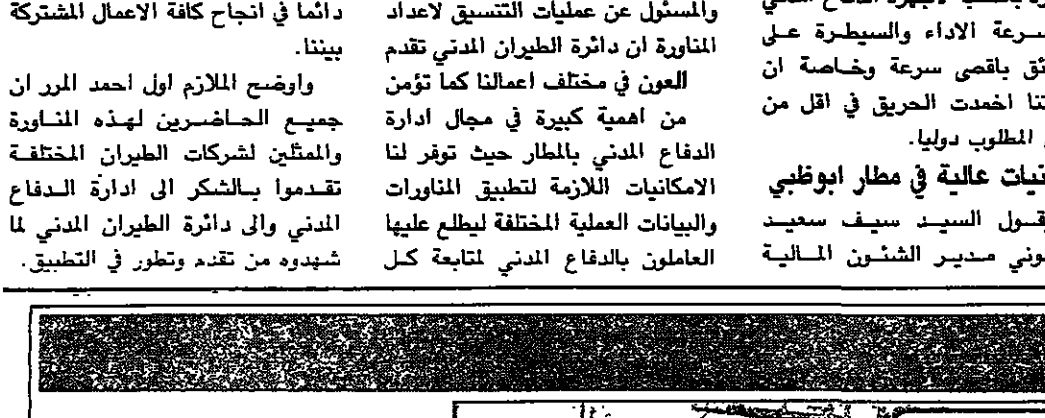 سرعة الاداء والسيطرة على
ثق باقصى سرعة وخاصة ان
تنا اخمدت الحريق في اقل من
المطلوب دوليا.
نيات عالية في مطار ابوظبي
قول السيد سيف سعيد
وني مدير الشئون المالية
والمسئول عن عمليات التنسيق لاعداد
المناورة ان دائرة الطيران المدني تقدم
العون في مختلف اعمالنا كما تؤمن
من اهمية كبيرة في مجال ادارة
الدفاع المدني بالمطار حيث توفر لنا
الامكانيات اللازمة لتطبيق المناورات
والبيانات العملية المختلفة ليطلع عليها
العاملون بالدفاع المدني لمتابعة كل
دائما في انجاح كافة الاعمال المشتركة
بيننا.
واوضح الملازم اول احمد المرر ان
جميع الحاضرين لهذه المناورة
والممثلين لشركات الطيران المختلفة
تقدموا بالشكر الى ادارة الدفاع
المدني والى دائرة الطيران المدني لما
شهدوه من تقدم وتطور في التطبيق.